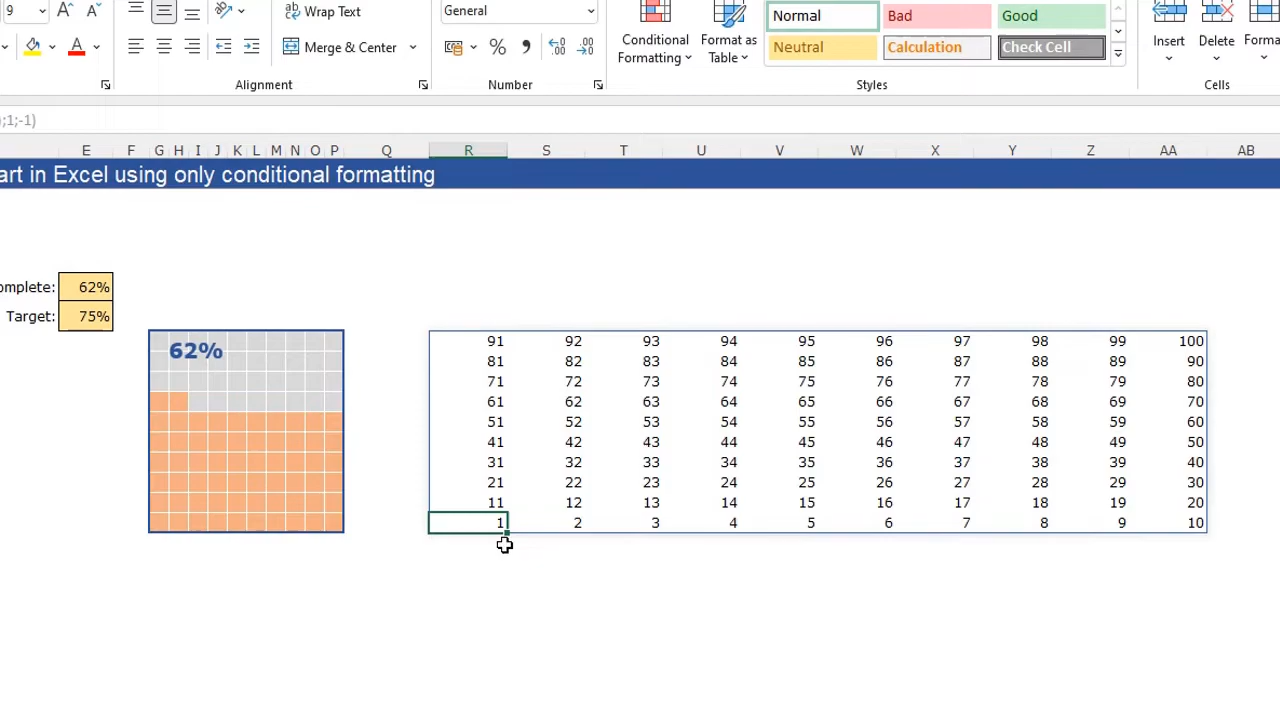 9 Wrap Text General Normal Bad Good
Merge & Center % Conditional Formatting Format as Table Neutral Calculation Check Cell Insert Delete Forma
Alignment Number Styles Cells
;1;-1)
E F G H I J K L M N O P Q R S T U V W X Y Z AA AB
art in Excel using only conditional formatting
omplete: 62%
Target: 75%
62%
91 92 93 94 95 96 97 98 99 100
81 82 83 84 85 86 87 88 89 90
71 72 73 74 75 76 77 78 79 80
61 62 63 64 65 66 67 68 69 70
51 52 53 54 55 56 57 58 59 60
41 42 43 44 45 46 47 48 49 50
31 32 33 34 35 36 37 38 39 40
21 22 23 24 25 26 27 28 29 30
11 12 13 14 15 16 17 18 19 20
1 2 3 4 5 6 7 8 9 10